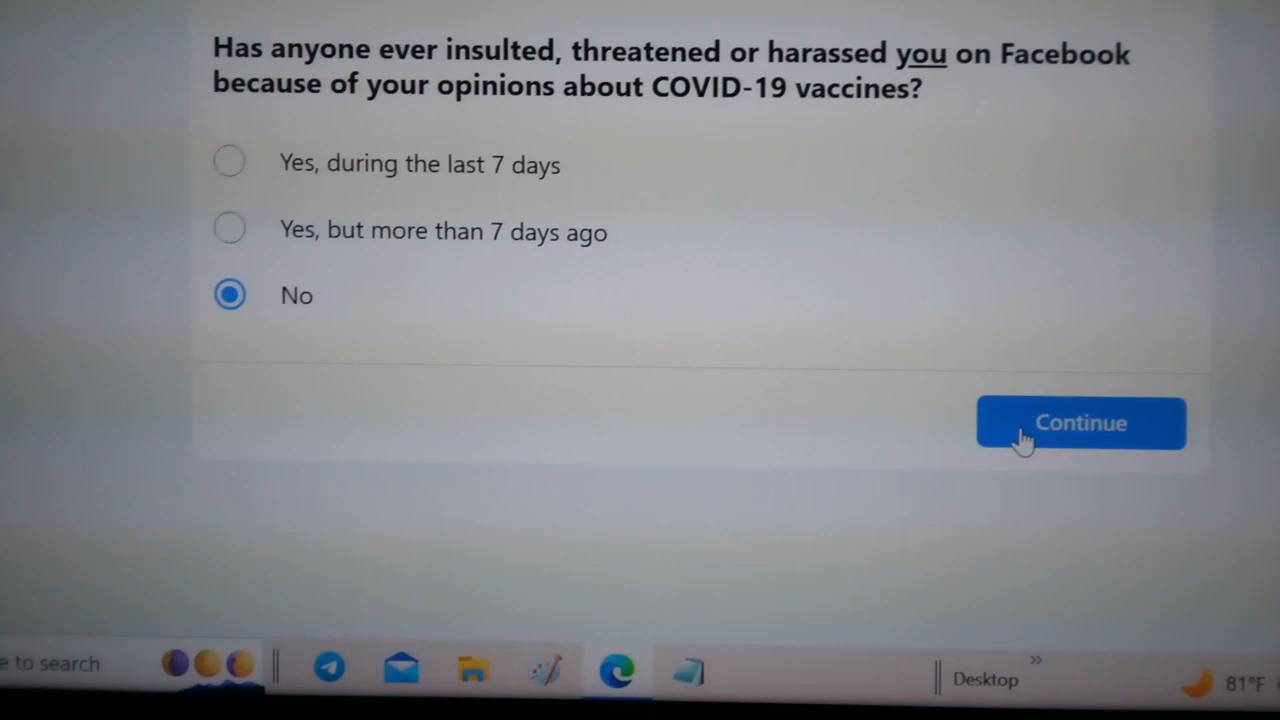 Has anyone ever insulted, threatened or harassed you on Facebook
because of your opinions about COVID-19 vaccines?
Yes, during the last 7 days
Yes, but more than 7 days ago
No
Continue
e to search
Desktop
81°F